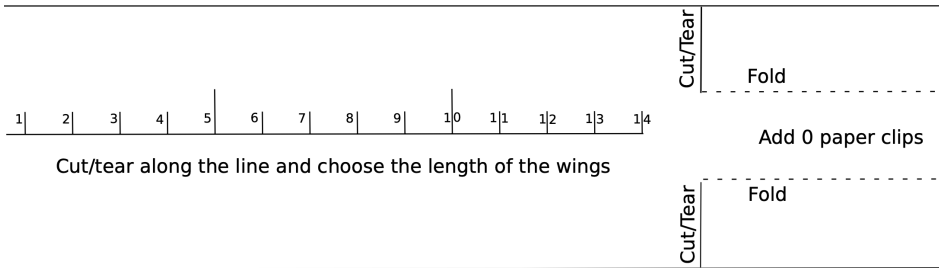 Cut/Tear
Fold
1 2 3 4 5 6 7 8 9 10 11 12 13 14
Add 0 paper clips
Cut/tear along the line and choose the length of the wings
Fold
Cut/Tear